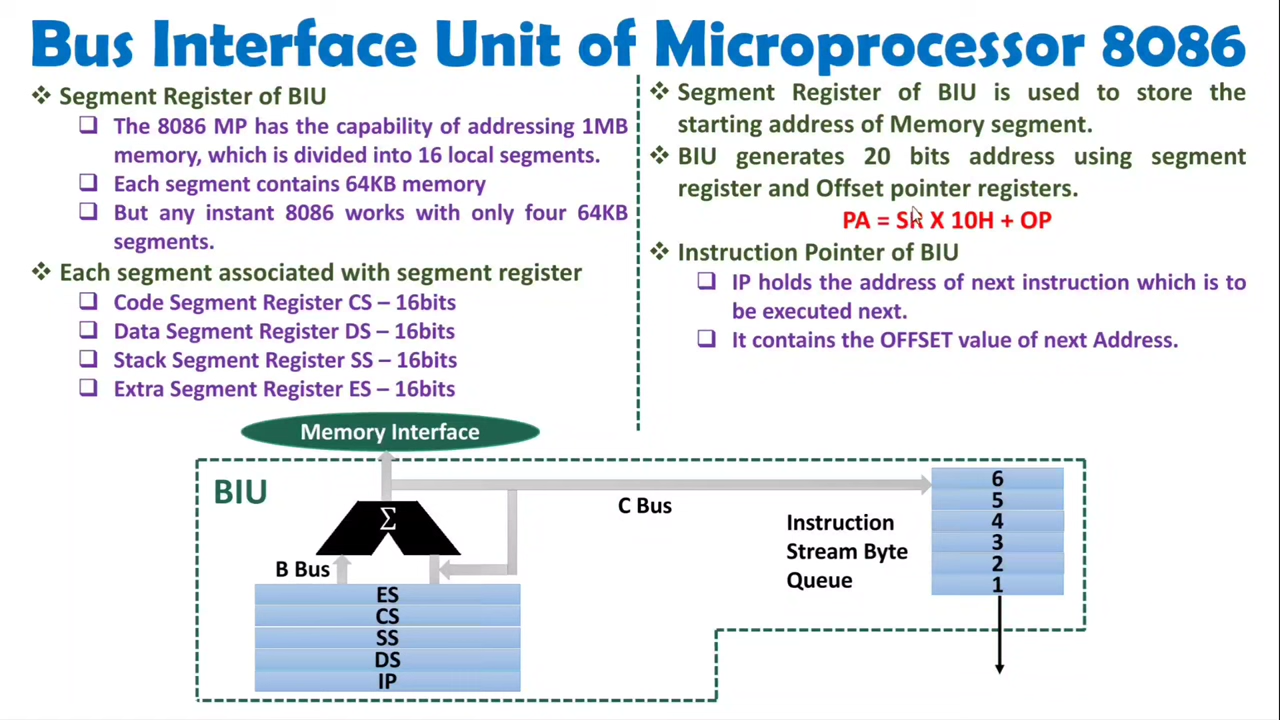 Bus Interface Unit of Microprocessor 8086
❖ Segment Register of BIU
❑ The 8086 MP has the capability of addressing 1MB
memory, which is divided into 16 local segments.
❑ Each segment contains 64KB memory
❑ But any instant 8086 works with only four 64KB
segments.
❖ Each segment associated with segment register
❑ Code Segment Register CS – 16bits
❑ Data Segment Register DS – 16bits
❑ Stack Segment Register SS – 16bits
❑ Extra Segment Register ES – 16bits
❖ Segment Register of BIU is used to store the
starting address of Memory segment.
❖ BIU generates 20 bits address using segment
register and Offset pointer registers.
PA = SR X 10H + OP
❖ Instruction Pointer of BIU
❑ IP holds the address of next instruction which is to
be executed next.
❑ It contains the OFFSET value of next Address.
Memory Interface
BIU
Σ
B Bus
C Bus
ES
CS
SS
DS
IP
Instruction
Stream Byte
Queue
6
5
4
3
2
1